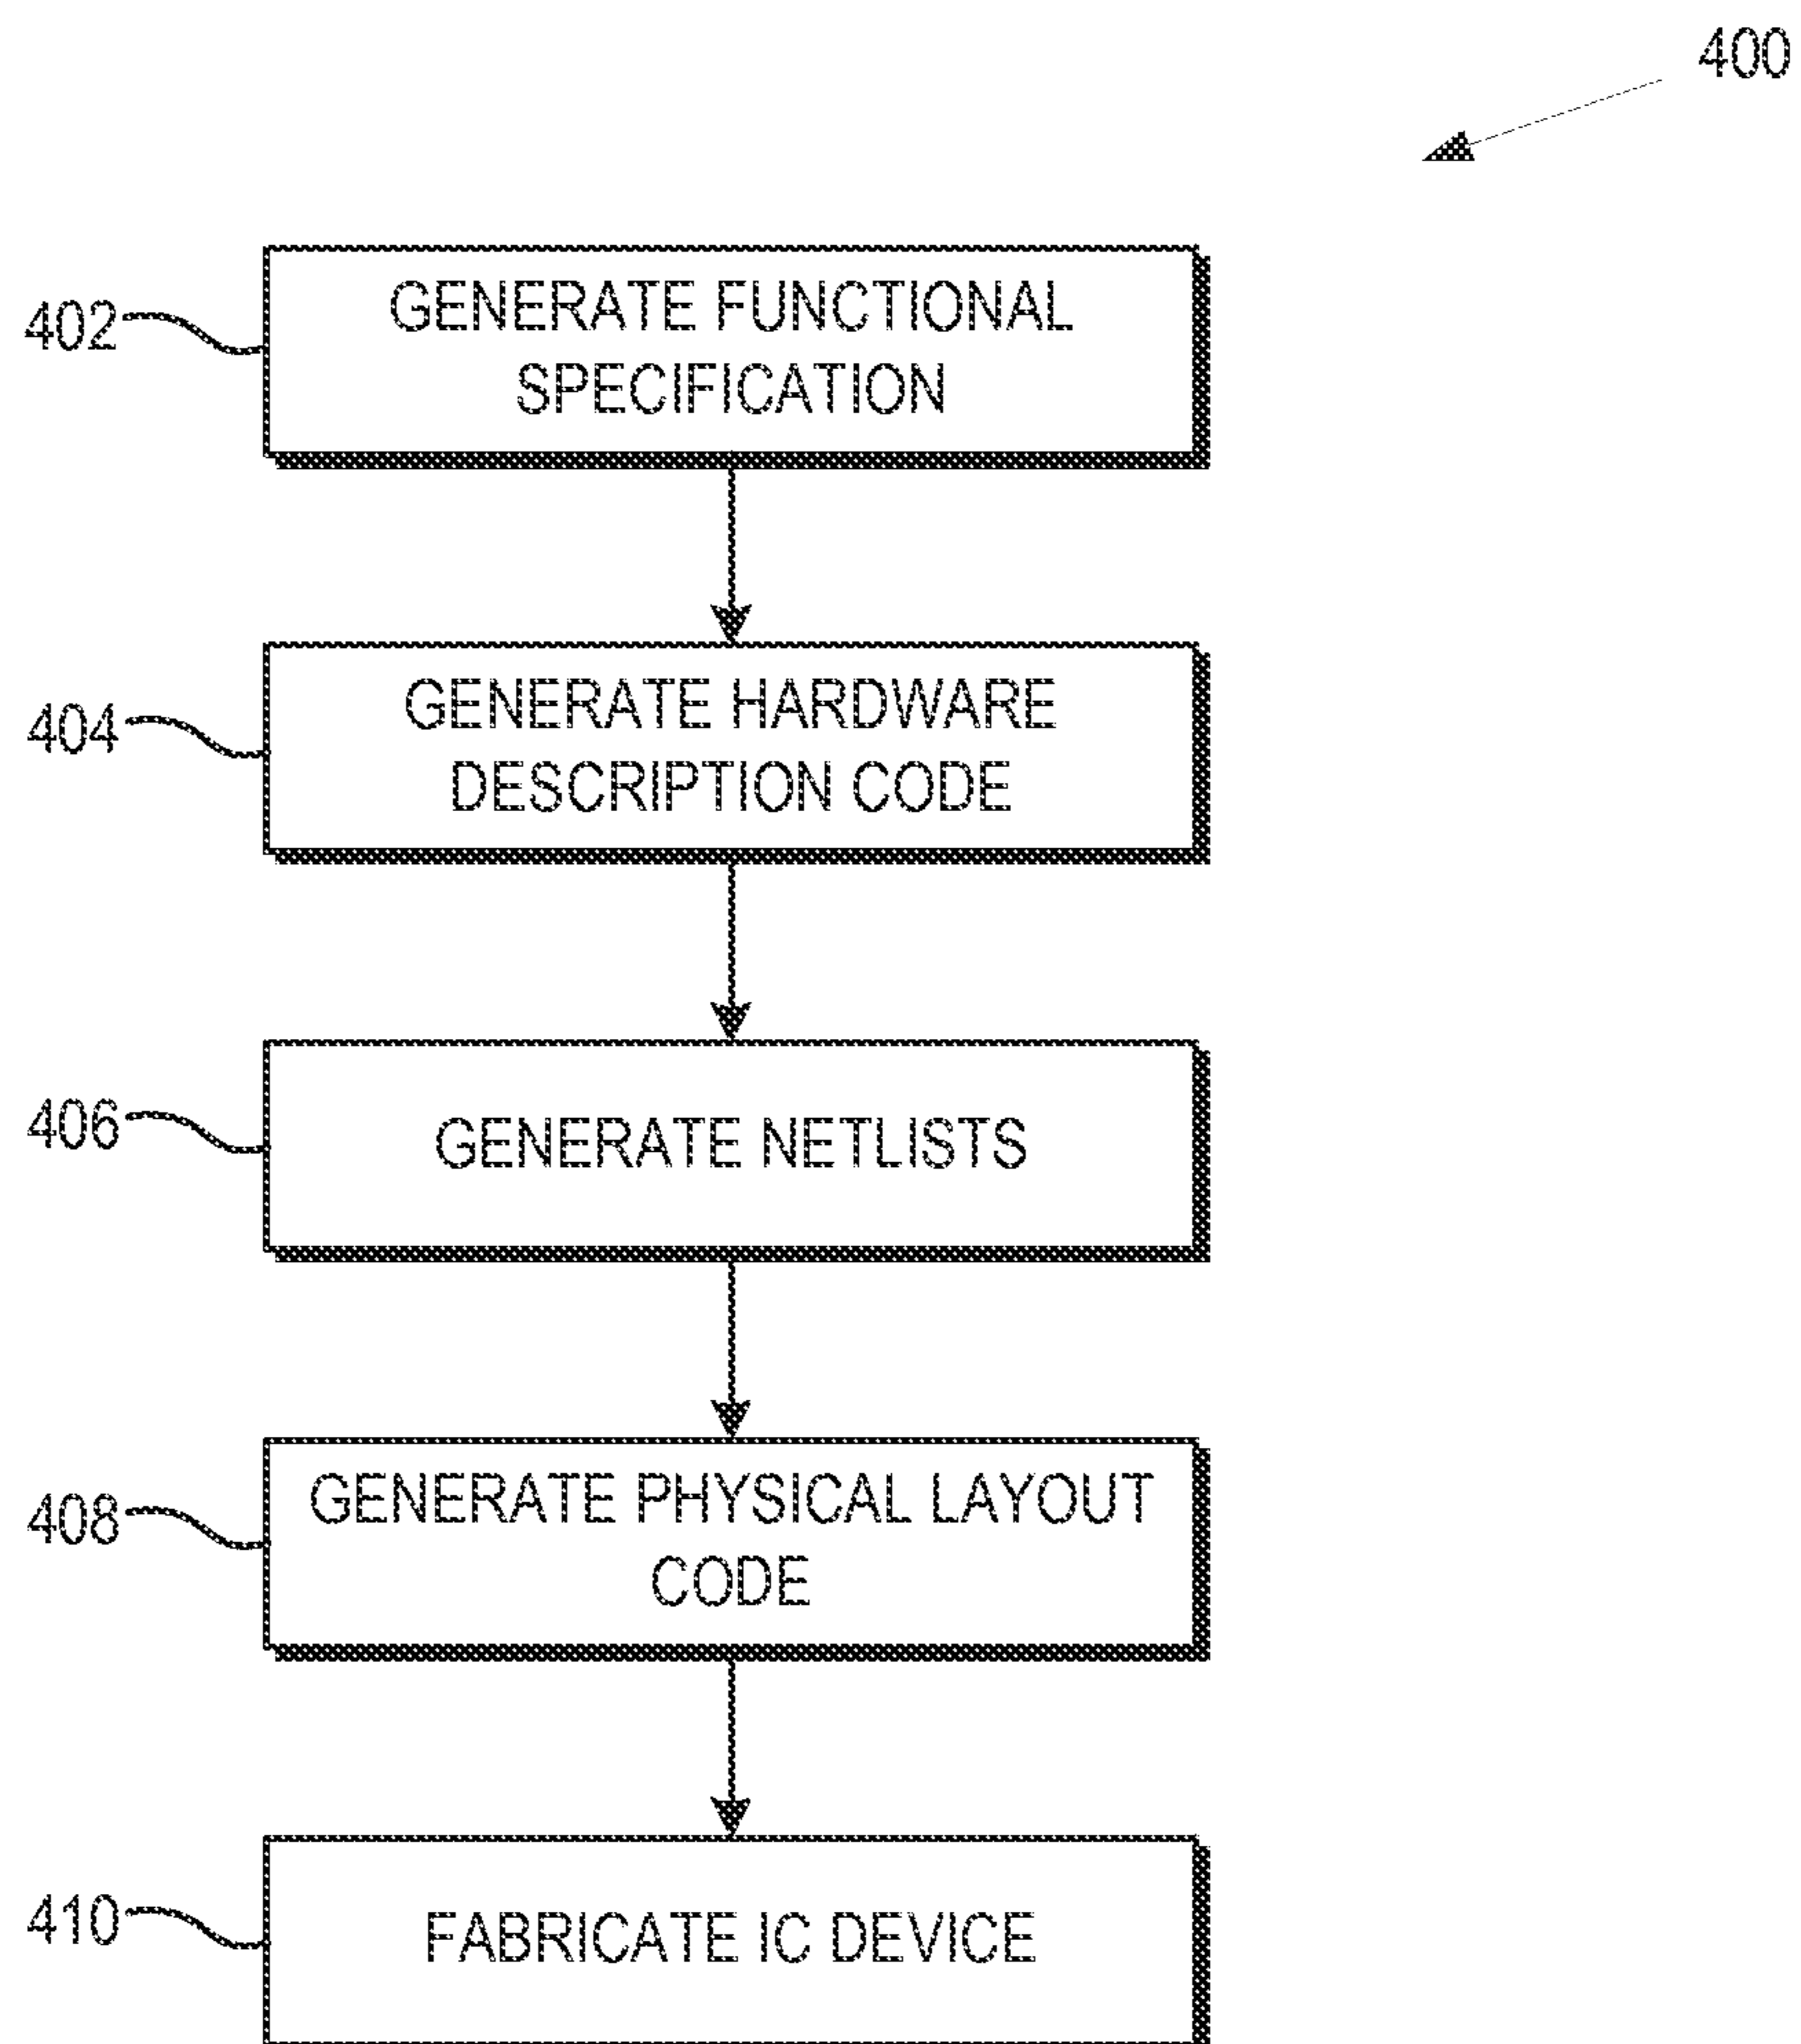 400
402
GENERATE FUNCTIONAL
SPECIFICATION
404
GENERATE HARDWARE
DESCRIPTION CODE
406
GENERATE NETLISTS
408
GENERATE PHYSICAL LAYOUT
CODE
410
FABRICATE IC DEVICE